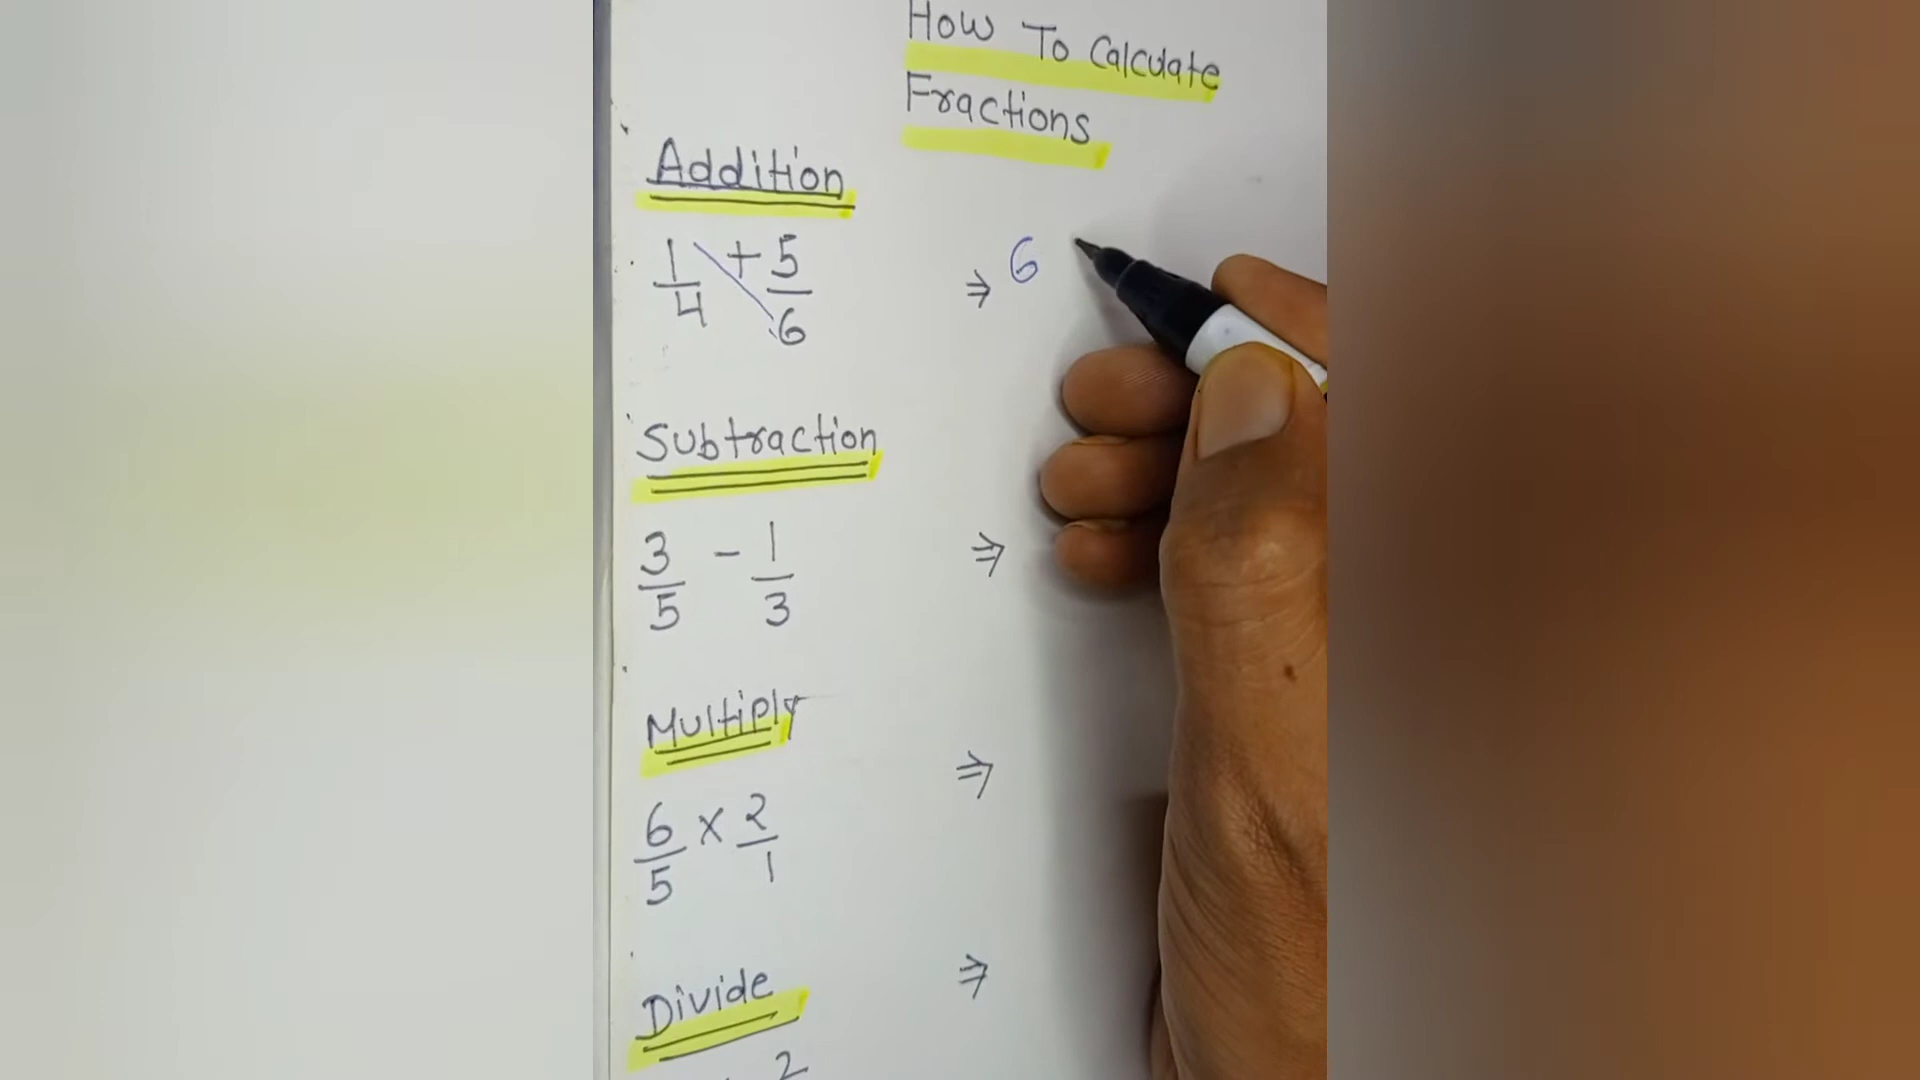 How To Calculate
Fractions
Addition
1/4 + 5/6 ⇒ 6
Subtraction
3/5 - 1/3 ⇒
Multiply
⇒
6/5 x 2/1
Divide ⇒
2